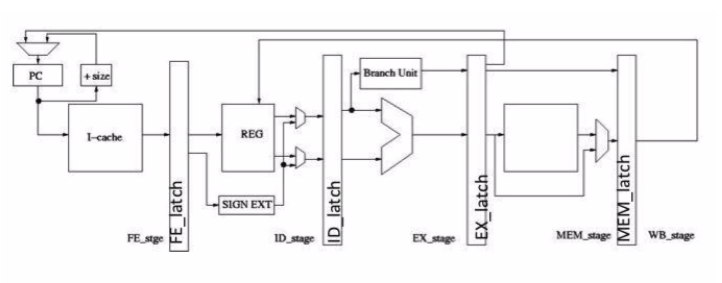 PC
+ size
I-cache
FE_stge
FE_latch
REG
SIGN EXT
ID_stage
ID_latch
Branch Unit
EX_stage
EX_latch
MEM_stage
MEM_latch
WB_stage